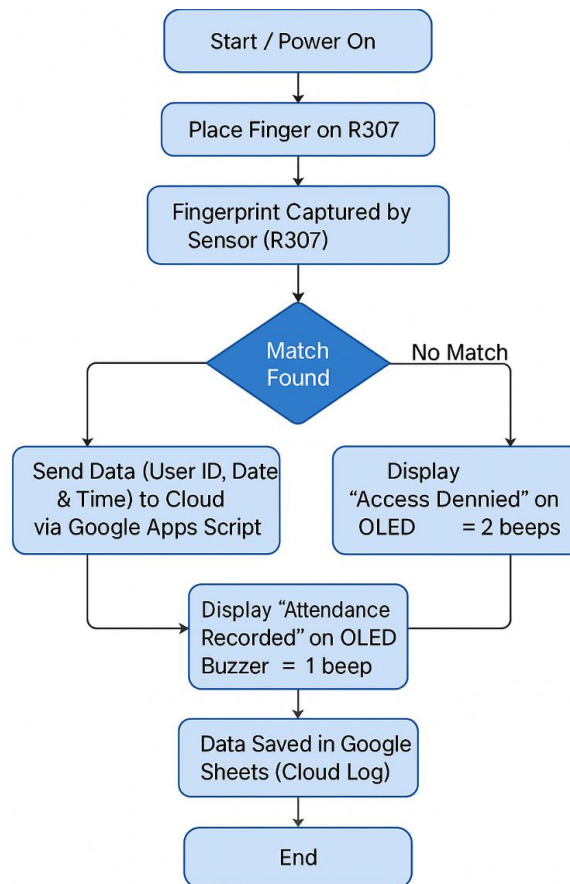 Start / Power On
Place Finger on R307
Fingerprint Captured by
Sensor (R307)
Match
Found
No Match
Send Data (User ID, Date
& Time) to Cloud
via Google Apps Script
Display
“Access Dennied” on
OLED = 2 beeps
Display “Attendance
Recorded” on OLED
Buzzer = 1 beep
Data Saved in Google
Sheets (Cloud Log)
End